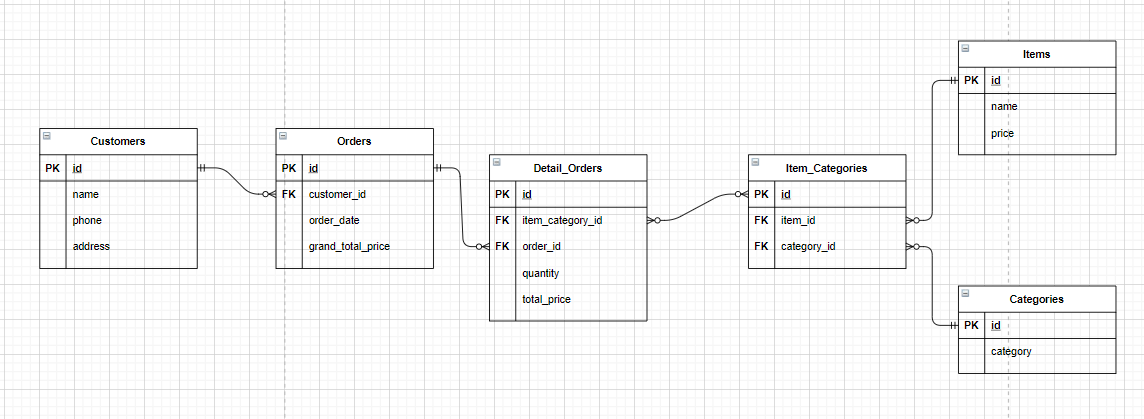 Customers
PK id
name
phone
address
Orders
PK id
FK customer_id
order_date
grand_total_price
Detail_Orders
PK id
FK item_category_id
FK order_id
quantity
total_price
Item_Categories
PK id
FK item_id
FK category_id
Items
PK id
name
price
Categories
PK id
category